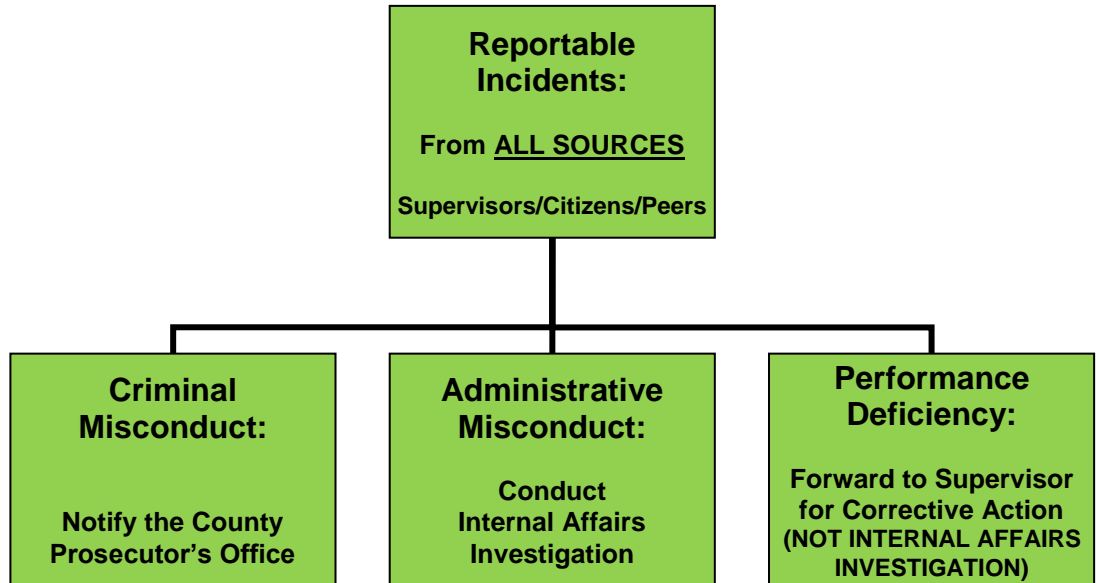 Reportable
Incidents:
From ALL SOURCES
Supervisors/Citizens/Peers
Criminal
Misconduct:
Notify the County
Prosecutor's Office
Administrative
Misconduct:
Conduct
Internal Affairs
Investigation
Performance
Deficiency:
Forward to Supervisor
for Corrective Action
(NOT INTERNAL AFFAIRS
INVESTIGATION)